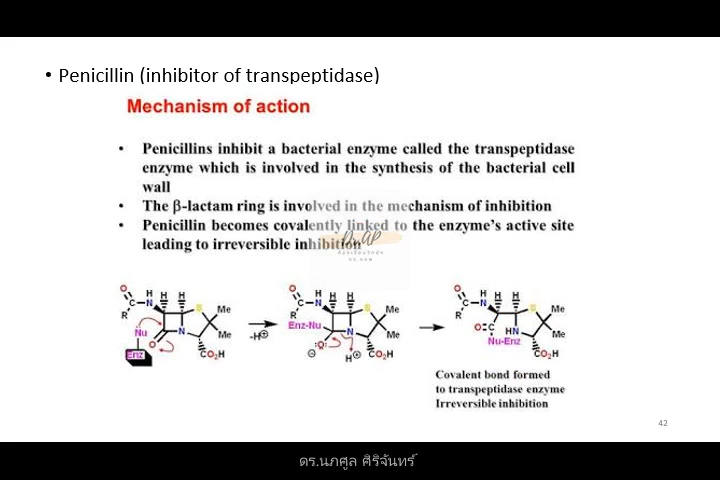 • Penicillin (inhibitor of transpeptidase)
Mechanism of action
• Penicillins inhibit a bacterial enzyme called the transpeptidase
enzyme which is involved in the synthesis of the bacterial cell
wall
• The β-lactam ring is involved in the mechanism of inhibition
• Penicillin becomes covalently linked to the enzyme's active site
leading to irreversible inhibition
O C R H N H H S Me Me N CO₂H O Nu Enz
-H⊕
O C R H N H H S Me Me N CO₂H Enz-Nu :O: ⊖ H⊕
O C R H N H H S Me Me HN CO₂H O=C Nu-Enz
Covalent bond formed
to transpeptidase enzyme
Irreversible inhibition
42
ดร.นภศูล ศิริจันทร์